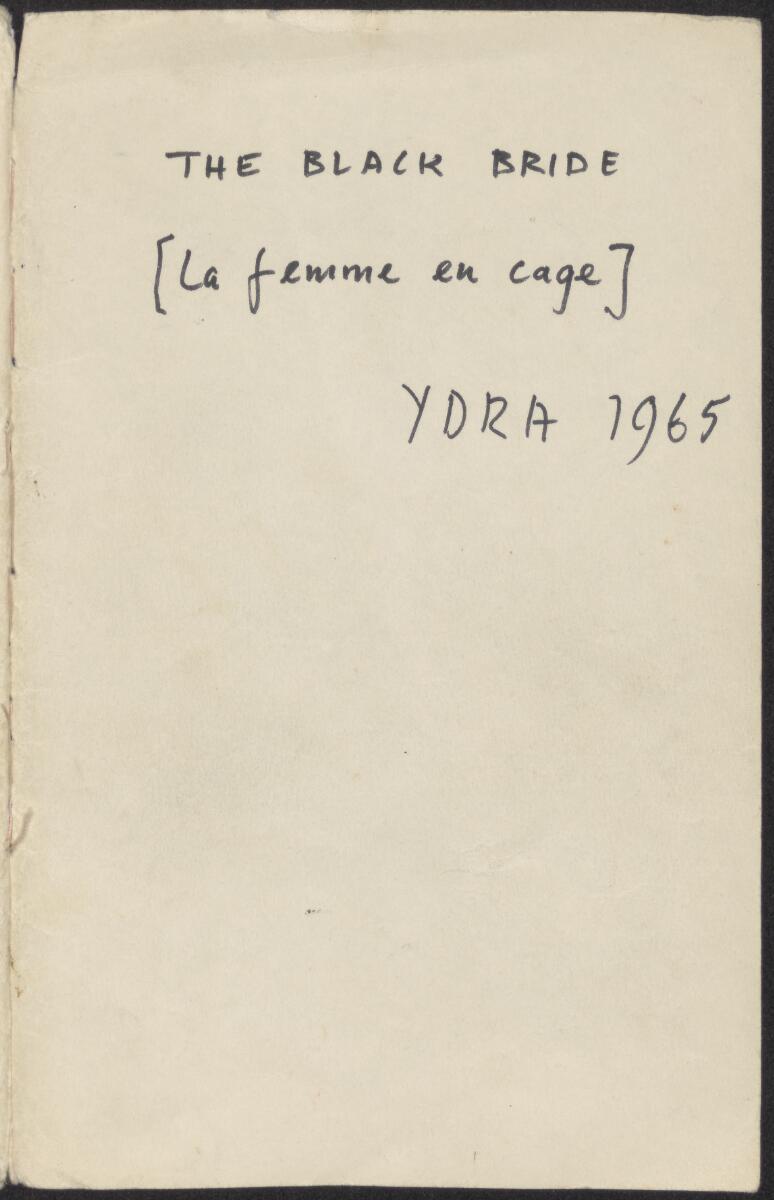 THE BLACK BRIDE
[La femme en cage]
YDRA 1965